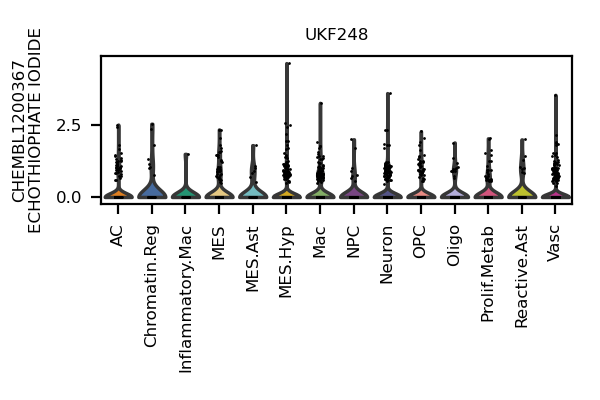 UKF248
CHEMBL1200367
ECHOTHIOPHATE IODIDE
2.5
0.0
AC
Chromatin.Reg
Inflammatory.Mac
MES
MES.Ast
MES.Hyp
Mac
NPC
Neuron
OPC
Oligo
Prolif.Metab
Reactive.Ast
Vasc